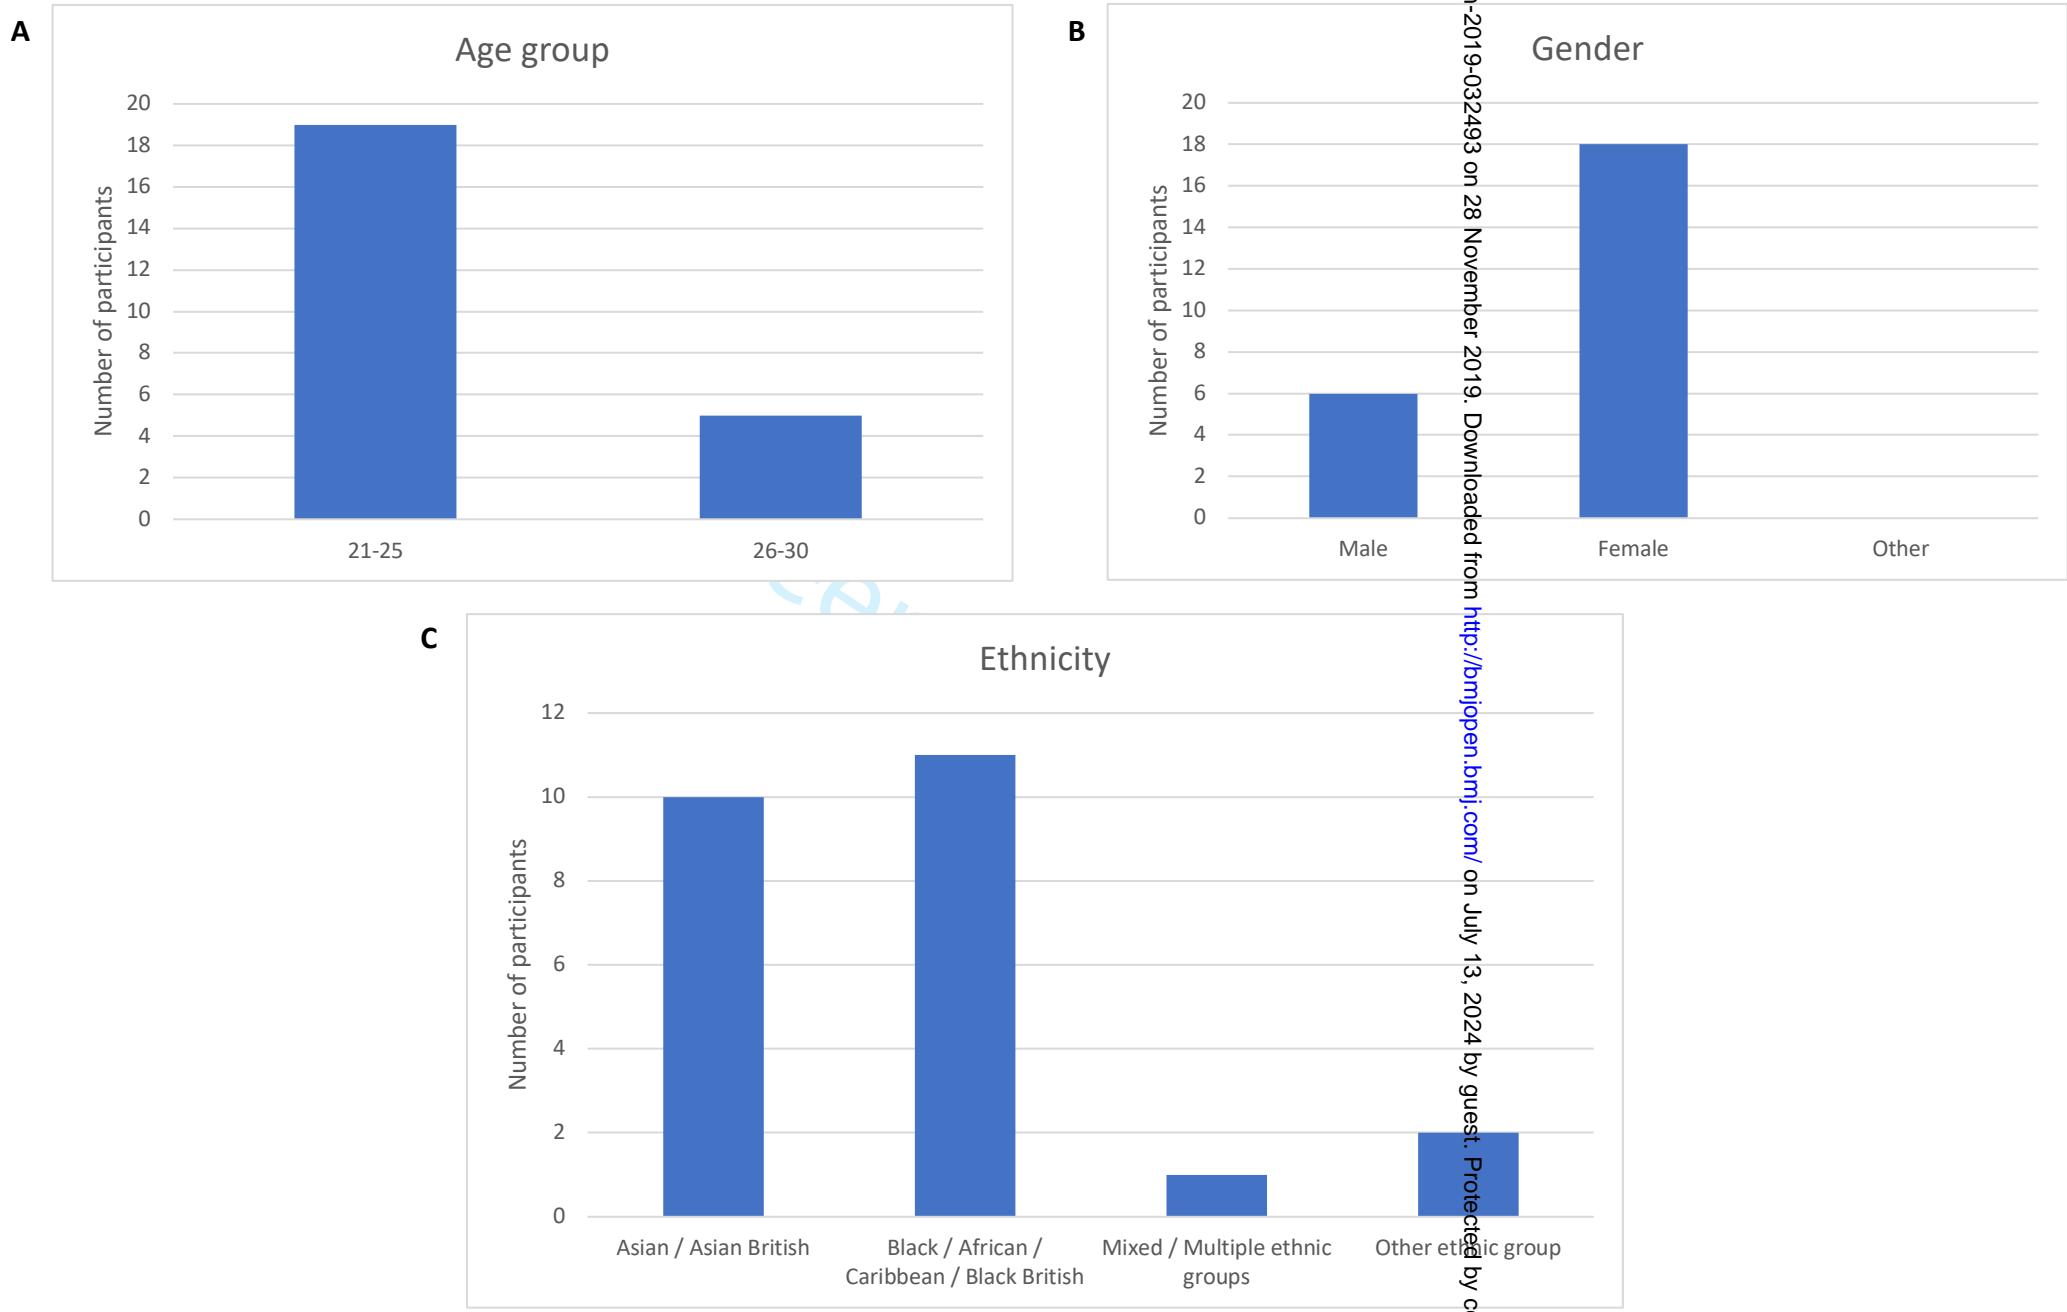 A
Age group
Number of participants
20
18
16
14
12
10
8
6
4
2
0
21-25
26-30
B
Gender
Number of participants
20
18
16
14
12
10
8
6
4
2
0
Male
Female
Other
C
Ethnicity
Number of participants
12
10
8
6
4
2
0
Asian / Asian British
Black / African /
Caribbean / Black British
Mixed / Multiple ethnic
groups
Other ethnic group
-2019-032493 on 28 November 2019. Downloaded from http://bmjopen.bmj.com/ on July 13, 2024 by guest. Protected by